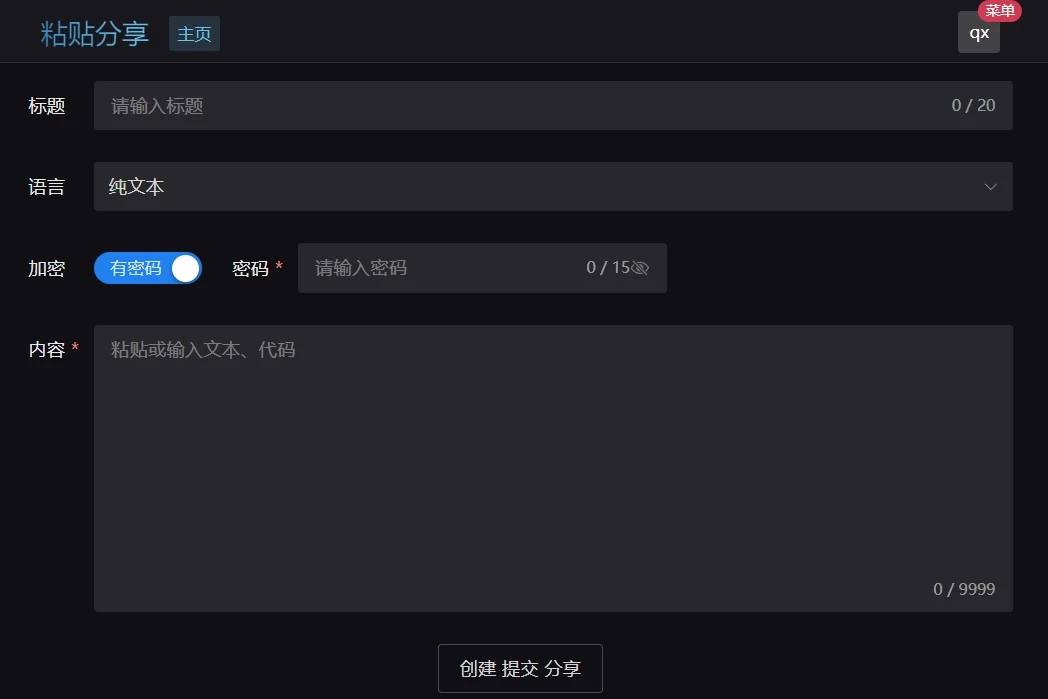 粘贴分享 主页 菜单
qx
标题 请输入标题 0 / 20
语言 纯文本
加密 有密码 密码 * 请输入密码 0 / 15
内容 * 粘贴或输入文本、代码
0 / 9999
创建 提交 分享